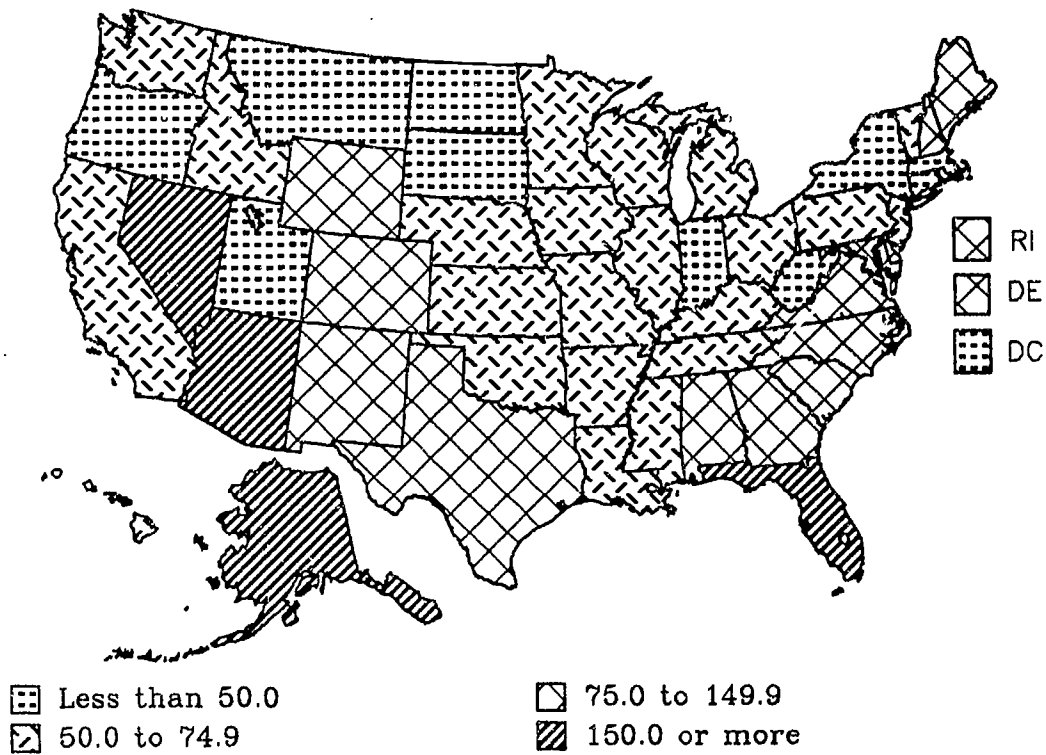 RI
DE
DC
Less than 50.0
50.0 to 74.9
75.0 to 149.9
150.0 or more